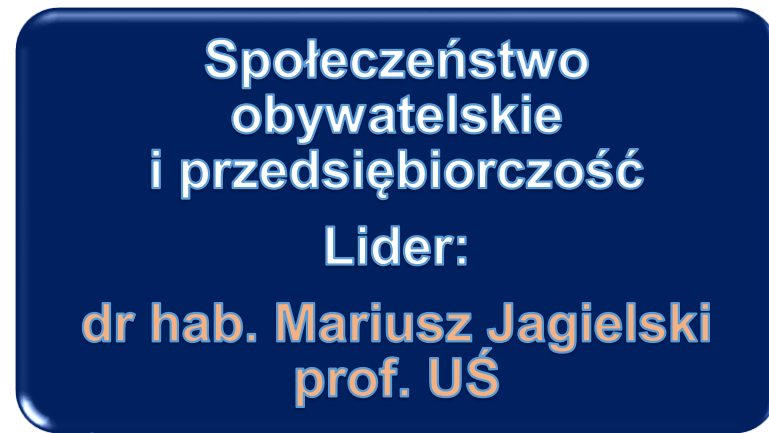 Społeczeństwo
obywatelskie
i przedsiębiorczość
Lider:
dr hab. Mariusz Jagielski
prof. UŚ